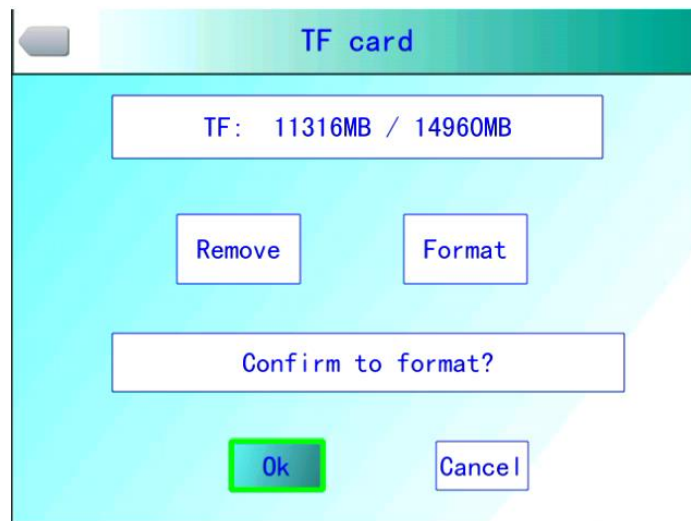 TF card
TF: 11316MB / 14960MB
Remove Format
Confirm to format?
Ok Cancel